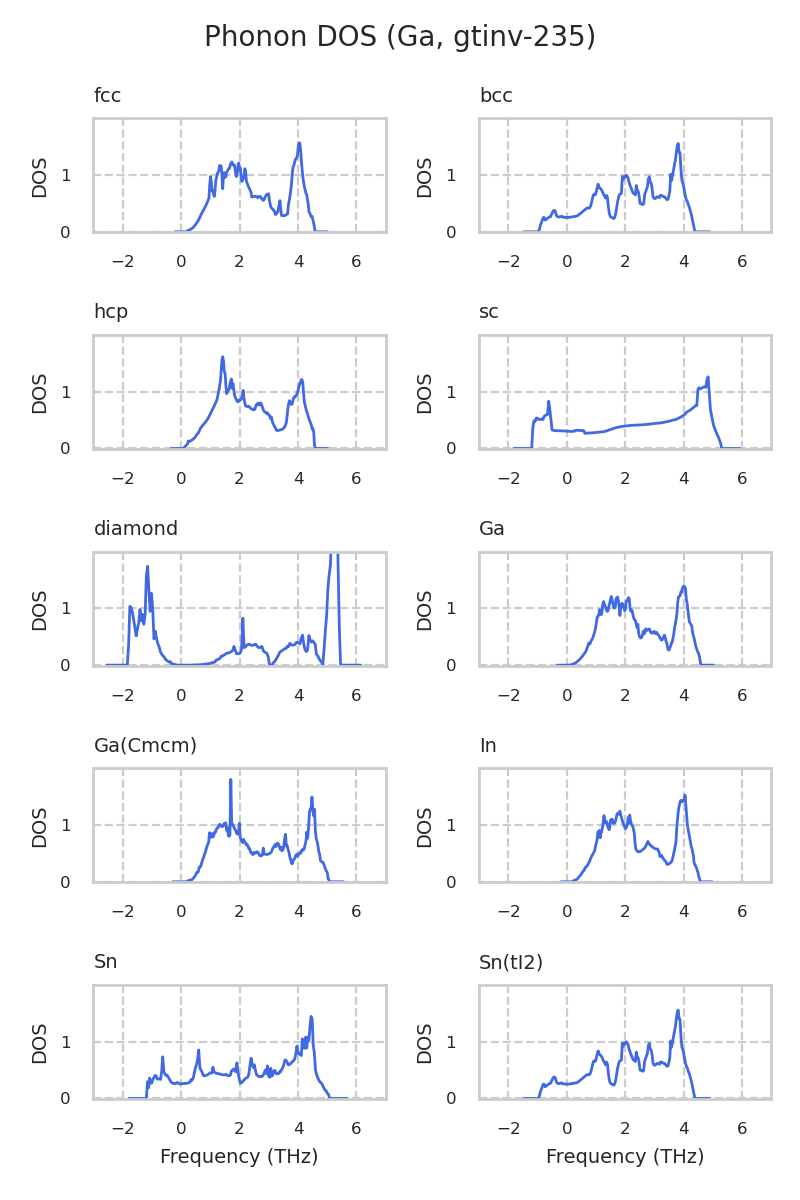 Phonon DOS (Ga, gtinv-235)
fcc
DOS
1
0
−2 0 2 4 6
bcc
DOS
1
0
−2 0 2 4 6
hcp
DOS
1
0
−2 0 2 4 6
sc
DOS
1
0
−2 0 2 4 6
diamond
DOS
1
0
−2 0 2 4 6
Ga
DOS
1
0
−2 0 2 4 6
Ga(Cmcm)
DOS
1
0
−2 0 2 4 6
In
DOS
1
0
−2 0 2 4 6
Sn
DOS
1
0
−2 0 2 4 6
Frequency (THz)
Sn(tI2)
DOS
1
0
−2 0 2 4 6
Frequency (THz)